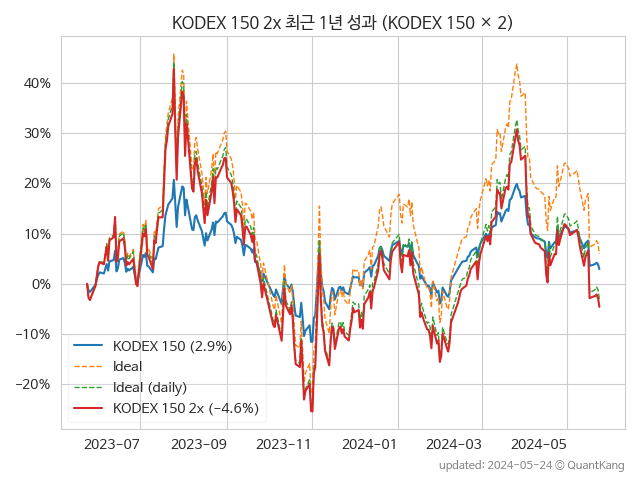 KODEX 150 2x 최근 1년 성과 (KODEX 150 × 2)
40%
30%
20%
10%
0%
−10%
−20%
KODEX 150 (2.9%)
Ideal
Ideal (daily)
KODEX 150 2x (−4.6%)
2023-07 2023-09 2023-11 2024-01 2024-03 2024-05
updated: 2024-05-24 © QuantKang